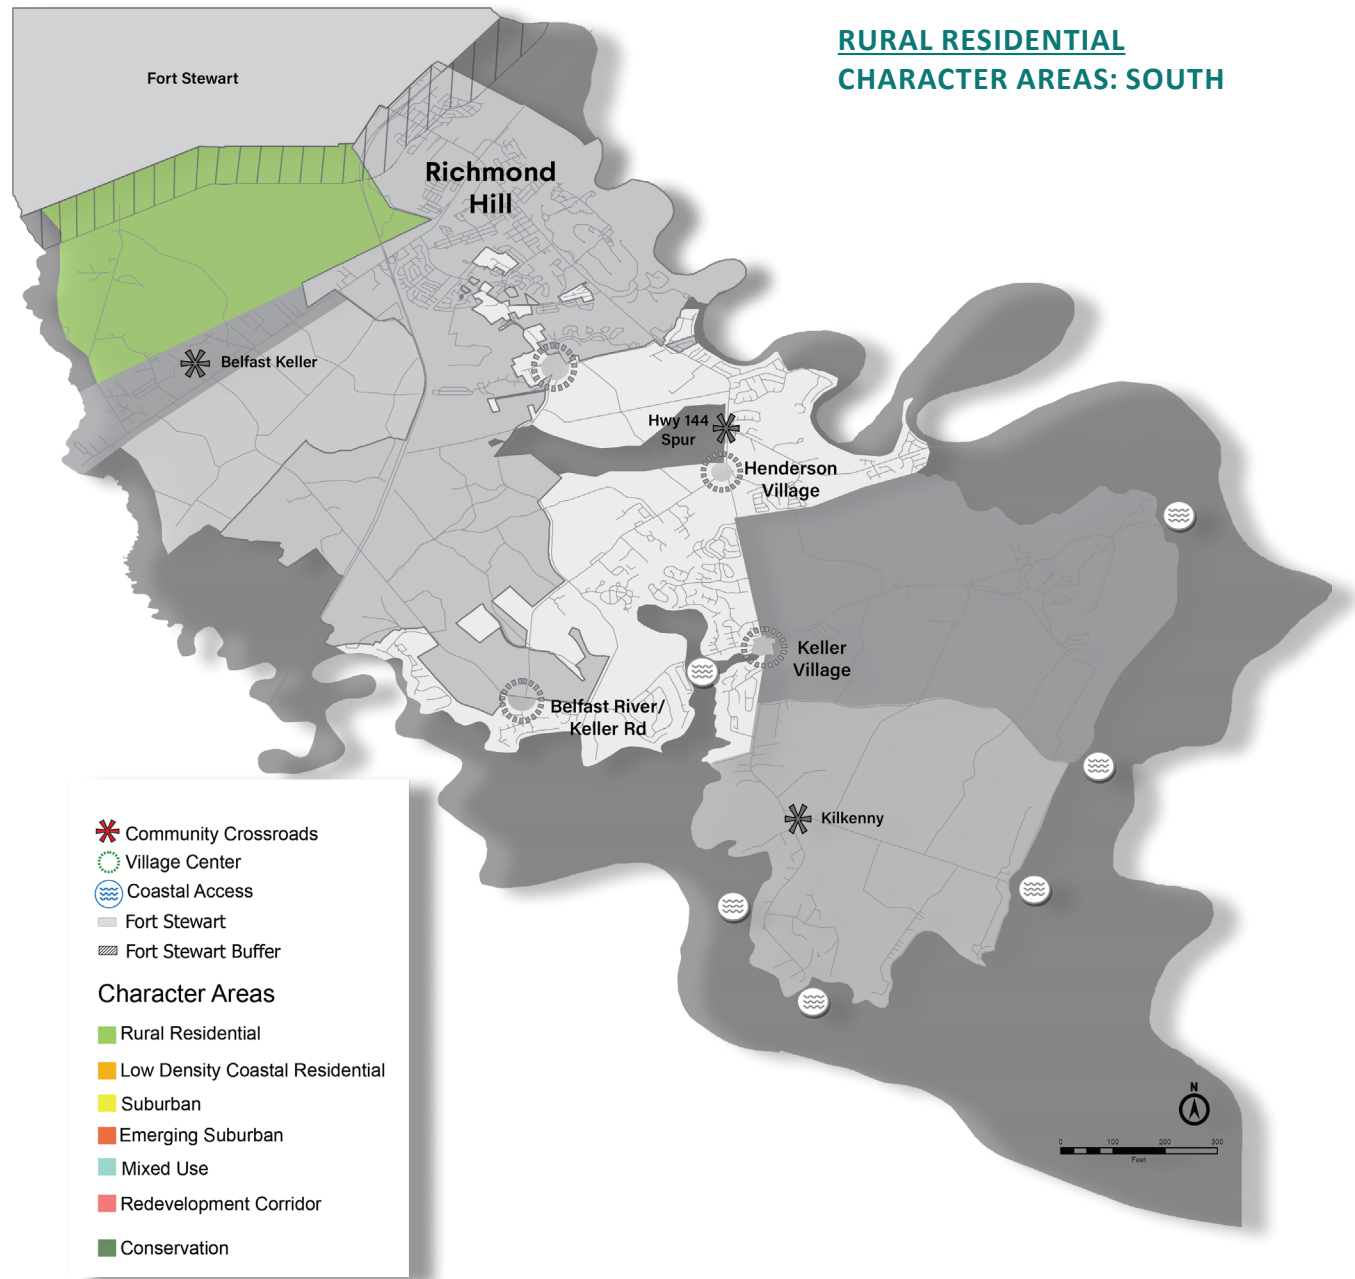 RURAL RESIDENTIAL
CHARACTER AREAS: SOUTH
Fort Stewart
Richmond
Hill
Belfast Keller
Hwy 144
Spur
Henderson
Village
Keller
Village
Belfast River/
Keller Rd
Kilkenny
Community Crossroads
Village Center
Coastal Access
Fort Stewart
Fort Stewart Buffer
Character Areas
Rural Residential
Low Density Coastal Residential
Suburban
Emerging Suburban
Mixed Use
Redevelopment Corridor
Conservation
N
0 100 200 300
Feet